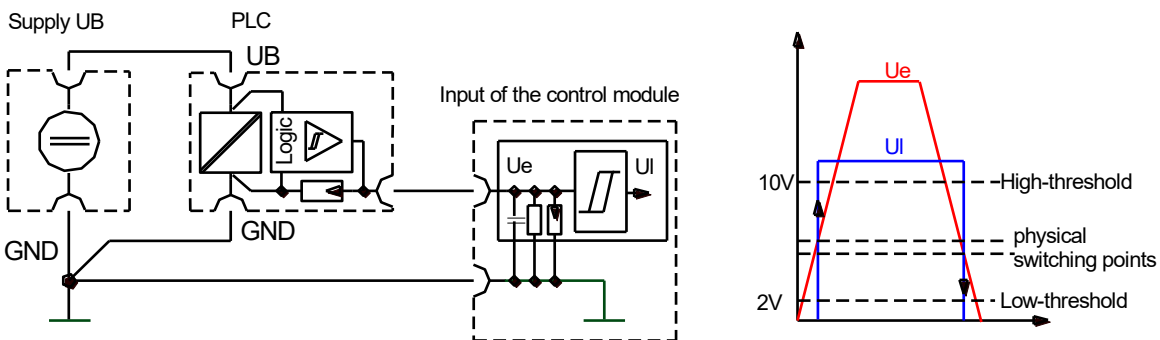 Supply UB
PLC
UB
Logic
GND
GND
Input of the control module
Ue
Ul
Ue
Ul
10V
High-threshold
physical
switching points
2V
Low-threshold